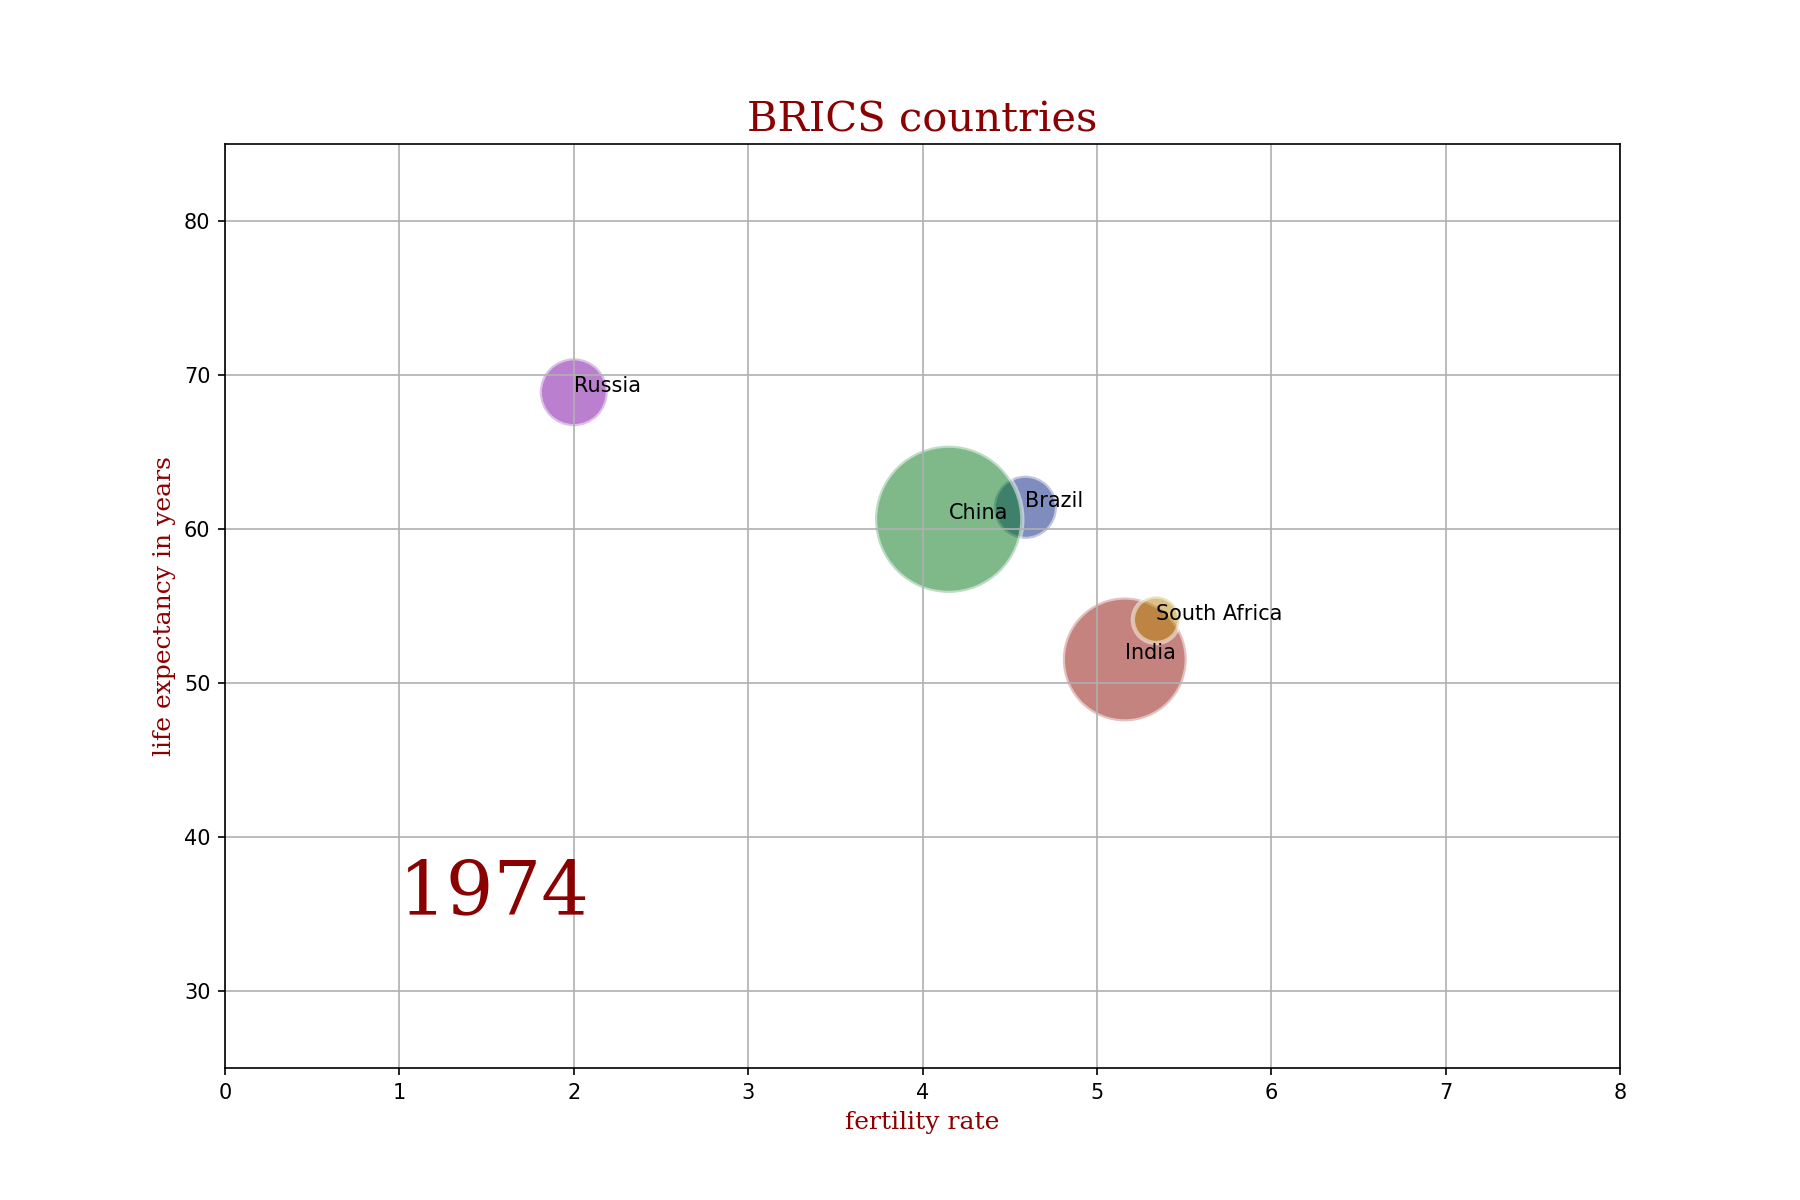 BRICS countries
80
70
60
50
40
30
life expectancy in years
Russia
Brazil
China
South Africa
India
1974
0 1 2 3 4 5 6 7 8
fertility rate